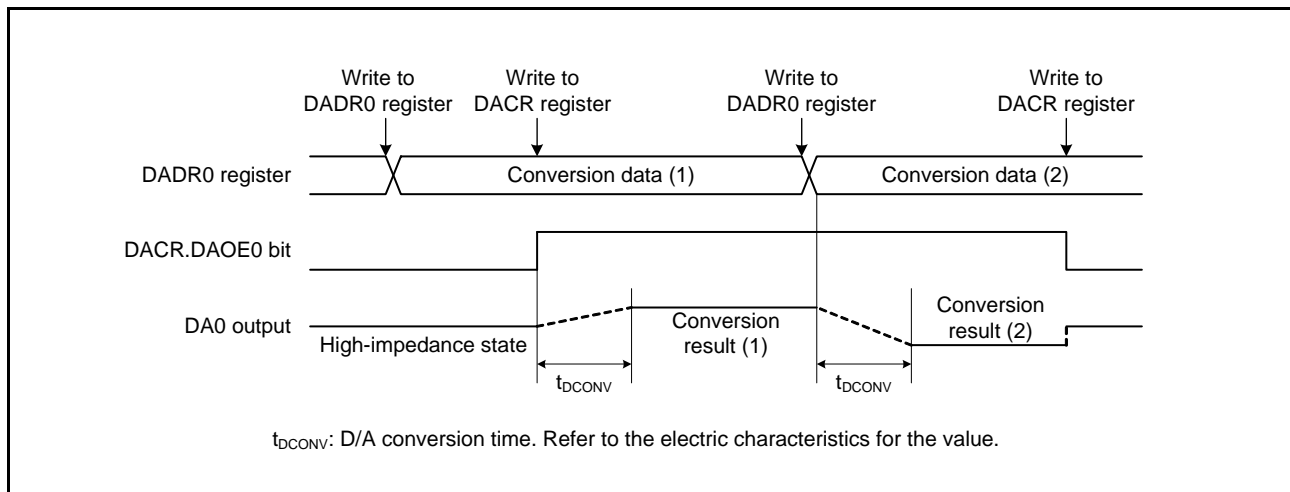 Write to
DADR0 register
Write to
DACR register
Write to
DADR0 register
Write to
DACR register
DADR0 register
Conversion data (1)
Conversion data (2)
DACR.DAOE0 bit
DA0 output
High-impedance state
Conversion
result (1)
Conversion
result (2)
tDCONV
tDCONV
tDCONV: D/A conversion time. Refer to the electric characteristics for the value.